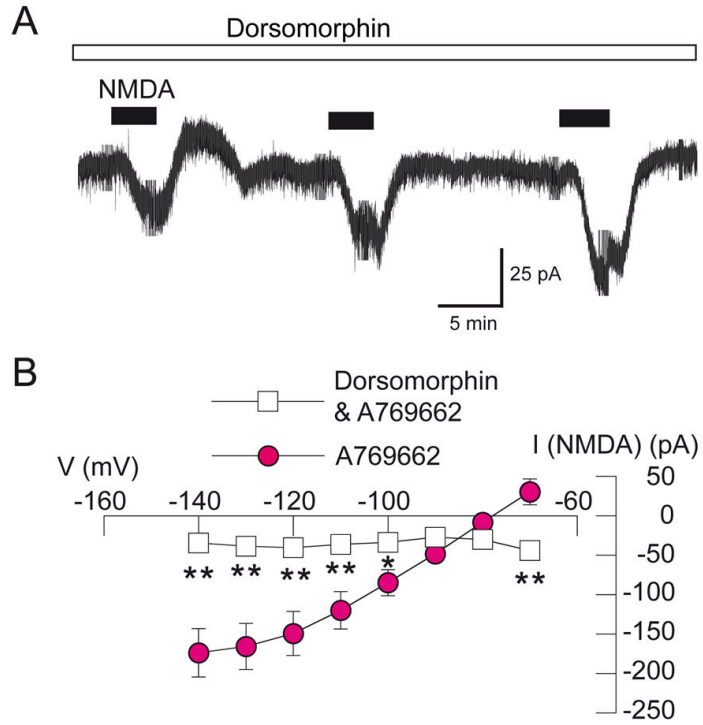 A
Dorsomorphin
NMDA
25 pA
5 min
B
Dorsomorphin
& A769662
A769662
V (mV)
I (NMDA) (pA)
-160 -140 -120 -100 -60
50
0
-50
-100
-150
-200
-250
** ** ** ** * **